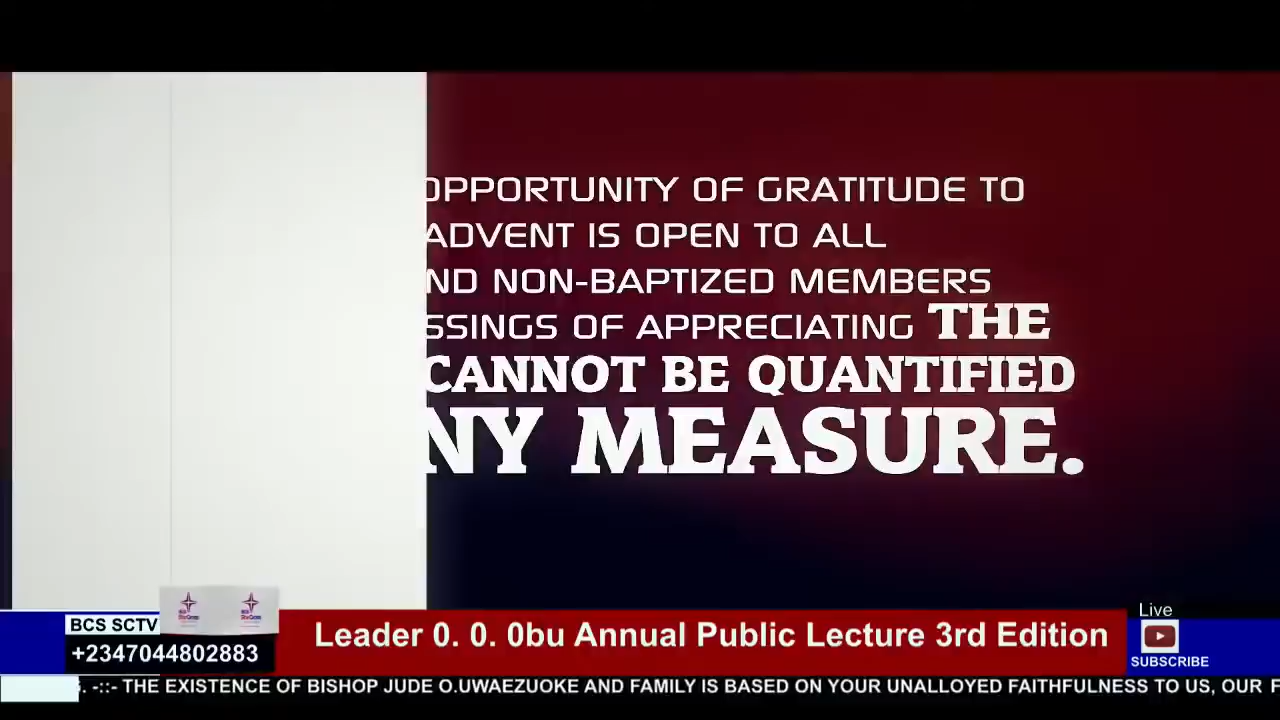 OPPORTUNITY OF GRATITUDE TO
ADVENT IS OPEN TO ALL
ND NON-BAPTIZED MEMBERS
SSINGS OF APPRECIATING THE
CANNOT BE QUANTIFIED
NY MEASURE.
Live
BCS SCTV
+2347044802883
Leader 0. 0. 0bu Annual Public Lecture 3rd Edition
SUBSCRIBE
-::- THE EXISTENCE OF BISHOP JUDE O.UWAEZUOKE AND FAMILY IS BASED ON YOUR UNALLOYED FAITHFULNESS TO US, OUR F